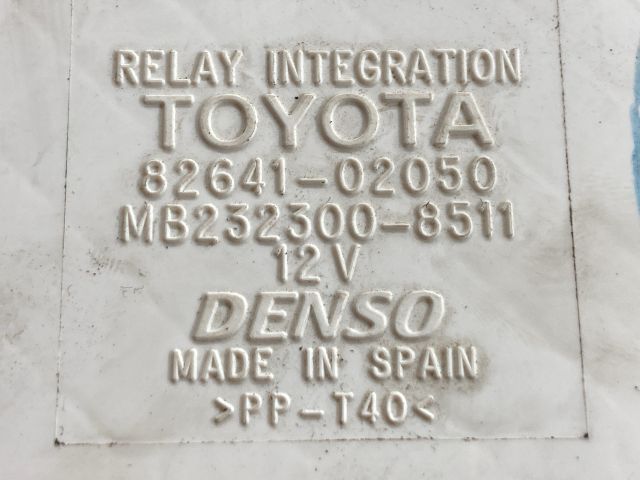 RELAY INTEGRATION
TOYOTA
82641-02050
MB232300-8511
12V
DENSO
MADE IN SPAIN
>PP-T40<